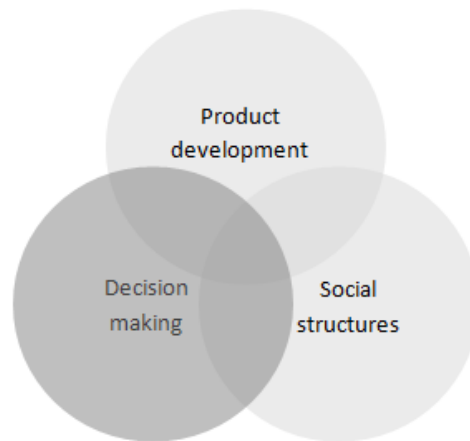 Product
development
Decision
making
Social
structures